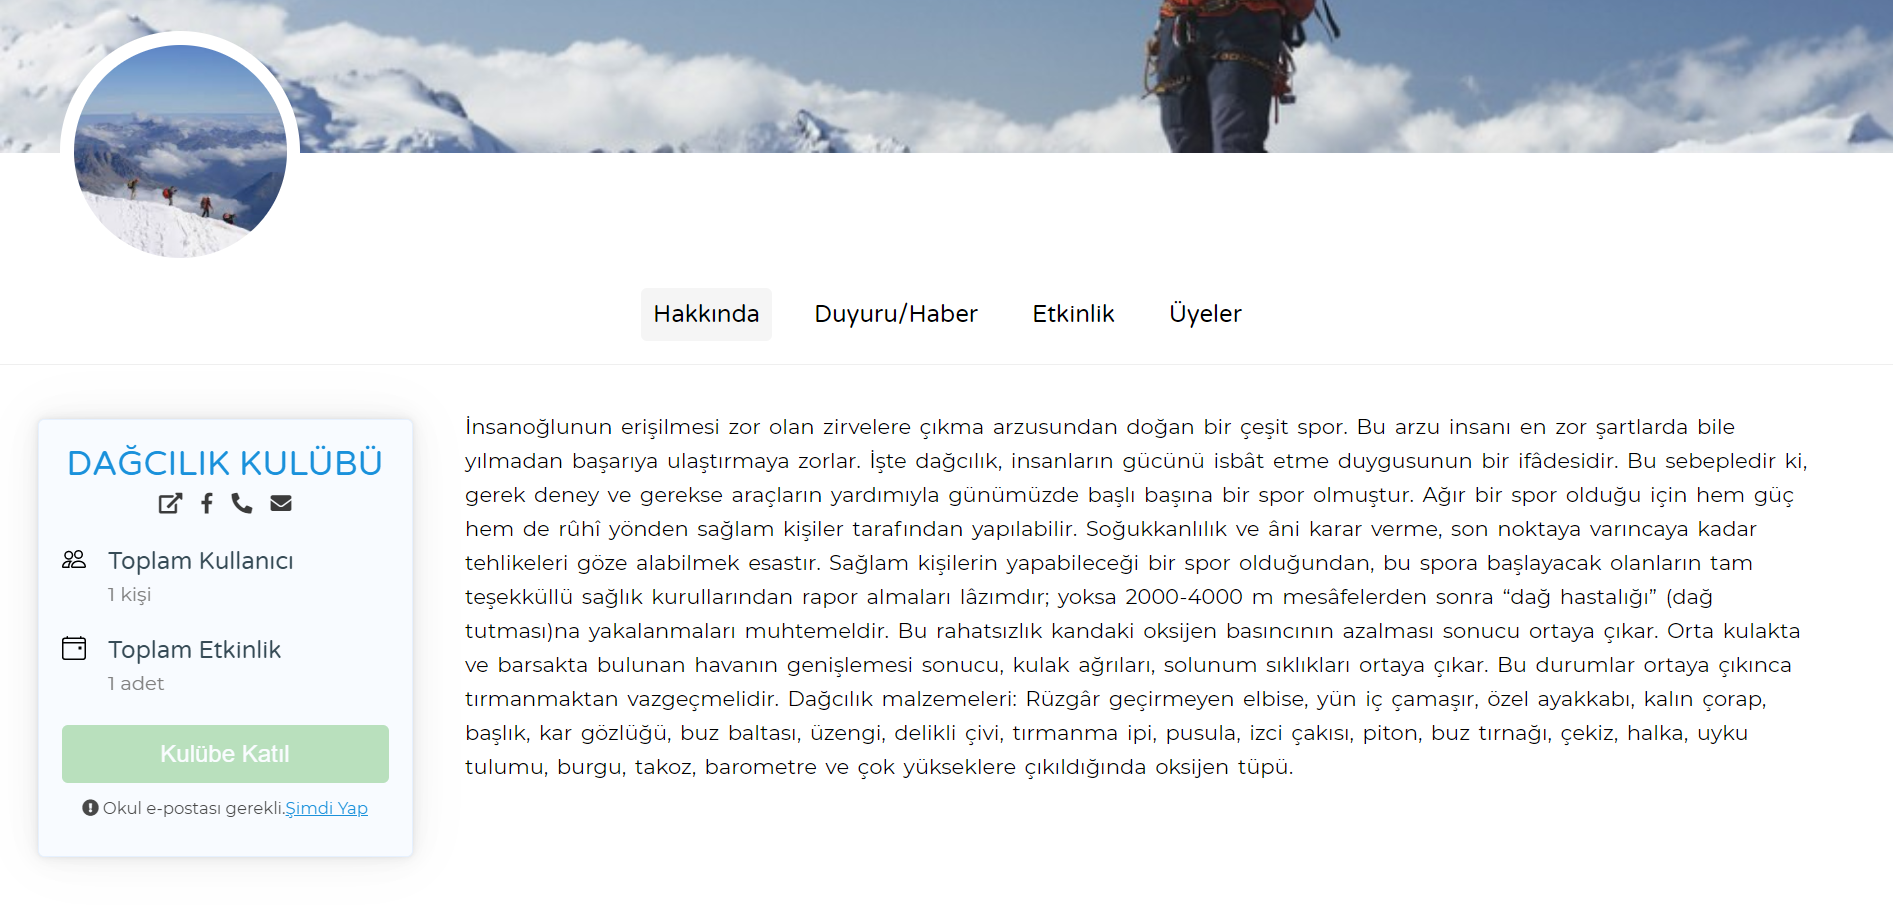 Hakkında
Duyuru/Haber
Etkinlik
Üyeler
DAĞCILIK KULÜBÜ
Toplam Kullanıcı
1 kişi
Toplam Etkinlik
1 adet
Kulübe Katıl
Okul e-postası gerekli.Şimdi Yap
İnsanoğlunun erişilmesi zor olan zirvelere çıkma arzusundan doğan bir çeşit spor. Bu arzu insanı en zor şartlarda bile
yılmadan başarıya ulaştırmaya zorlar. İşte dağcılık, insanların gücünü isbât etme duygusunun bir ifâdesidir. Bu sebepledir ki,
gerek deney ve gerekse araçların yardımıyla günümüzde başlı başına bir spor olmuştur. Ağır bir spor olduğu için hem güç
hem de rûhî yönden sağlam kişiler tarafından yapılabilir. Soğukkanlılık ve âni karar verme, son noktaya varıncaya kadar
tehlikeleri göze alabilmek esastır. Sağlam kişilerin yapabileceği bir spor olduğundan, bu spora başlayacak olanların tam
teşekküllü sağlık kurullarından rapor almaları lâzımdır; yoksa 2000-4000 m mesâfelerden sonra “dağ hastalığı” (dağ
tutması)na yakalanmaları muhtemeldir. Bu rahatsızlık kandaki oksijen basıncının azalması sonucu ortaya çıkar. Orta kulakta
ve barsakta bulunan havanın genişlemesi sonucu, kulak ağrıları, solunum sıklıkları ortaya çıkar. Bu durumlar ortaya çıkınca
tırmanmaktan vazgeçmelidir. Dağcılık malzemeleri: Rüzgâr geçirmeyen elbise, yün iç çamaşır, özel ayakkabı, kalın çorap,
başlık, kar gözlüğü, buz baltası, üzengi, delikli çivi, tırmanma ipi, pusula, izci çakısı, piton, buz tırnağı, çekiz, halka, uyku
tulumu, burgu, takoz, barometre ve çok yükseklere çıkıldığında oksijen tüpü.